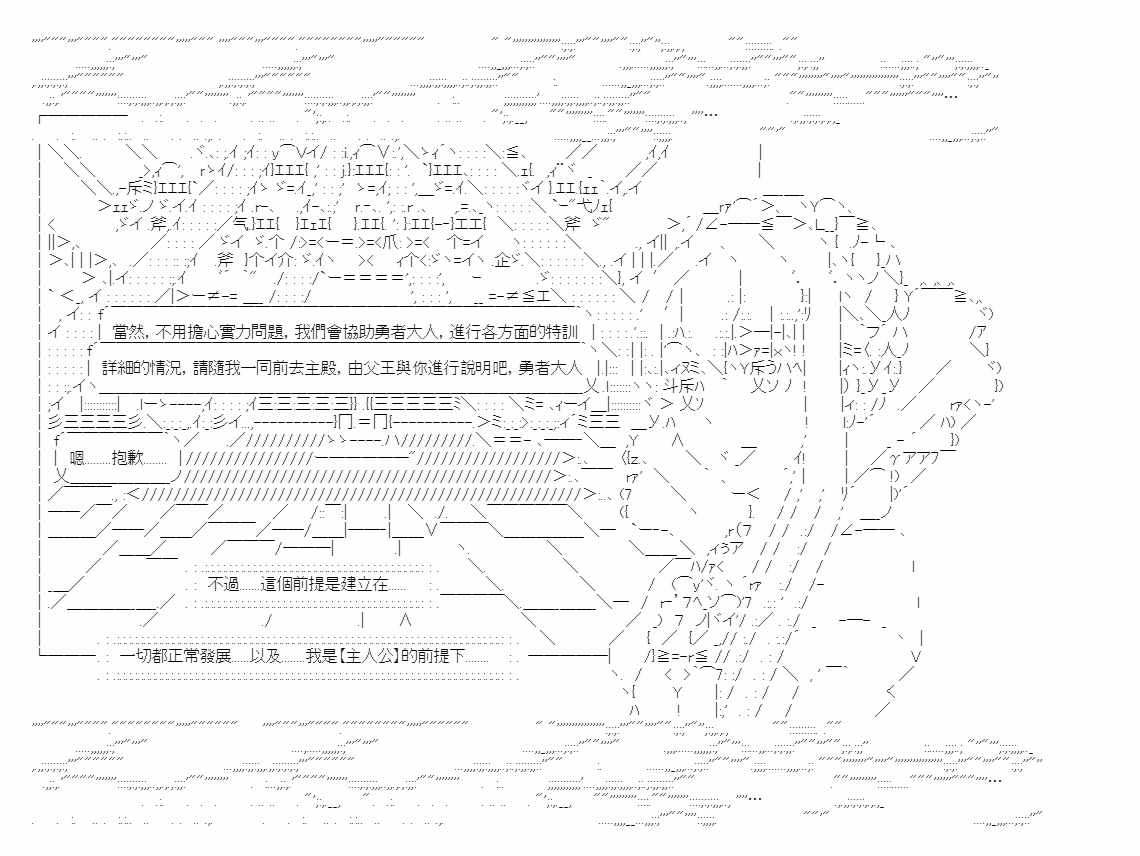 當然，不用擔心實力問題，我們會協助勇者大人，進行各方面的特訓
詳細的情況，請隨我一同前去主殿，由父王與你進行說明吧，勇者大人
嗯........抱歉........
不過......這個前提是建立在......
一切都正常發展......以及........我是【主人公】的前提下........